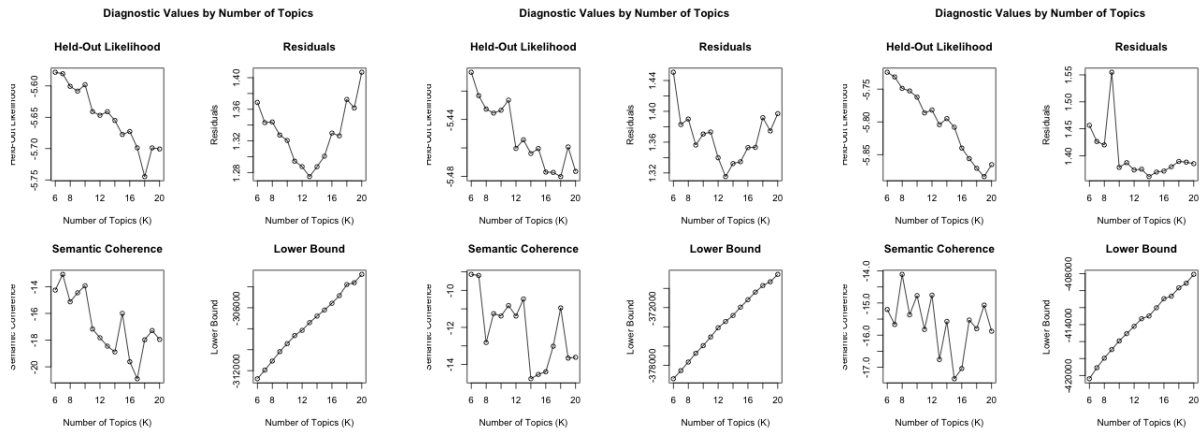 Diagnostic Values by Number of Topics
Held-Out Likelihood
Held-Out Likelihood
-5.60
-5.65
-5.70
-5.75
6 8 10 12 14 16 18 20
Number of Topics (K)
Residuals
Residuals
1.40
1.36
1.32
1.28
6 8 10 12 14 16 18 20
Number of Topics (K)
Semantic Coherence
Semantic Coherence
-14
-16
-18
-20
6 8 10 12 14 16 18 20
Number of Topics (K)
Lower Bound
Lower Bound
-306000
-312000
6 8 10 12 14 16 18 20
Number of Topics (K)
Diagnostic Values by Number of Topics
Held-Out Likelihood
Held-Out Likelihood
-5.44
-5.48
6 8 10 12 14 16 18 20
Number of Topics (K)
Residuals
Residuals
1.44
1.40
1.36
1.32
6 8 10 12 14 16 18 20
Number of Topics (K)
Semantic Coherence
Semantic Coherence
-10
-12
-14
6 8 10 12 14 16 18 20
Number of Topics (K)
Lower Bound
Lower Bound
-372000
-378000
6 8 10 12 14 16 18 20
Number of Topics (K)
Diagnostic Values by Number of Topics
Held-Out Likelihood
Held-Out Likelihood
-5.75
-5.80
-5.85
6 8 10 12 14 16 18 20
Number of Topics (K)
Residuals
Residuals
1.55
1.50
1.45
1.40
6 8 10 12 14 16 18 20
Number of Topics (K)
Semantic Coherence
Semantic Coherence
-14.0
-15.0
-16.0
-17.0
6 8 10 12 14 16 18 20
Number of Topics (K)
Lower Bound
Lower Bound
-408000
-414000
-420000
6 8 10 12 14 16 18 20
Number of Topics (K)